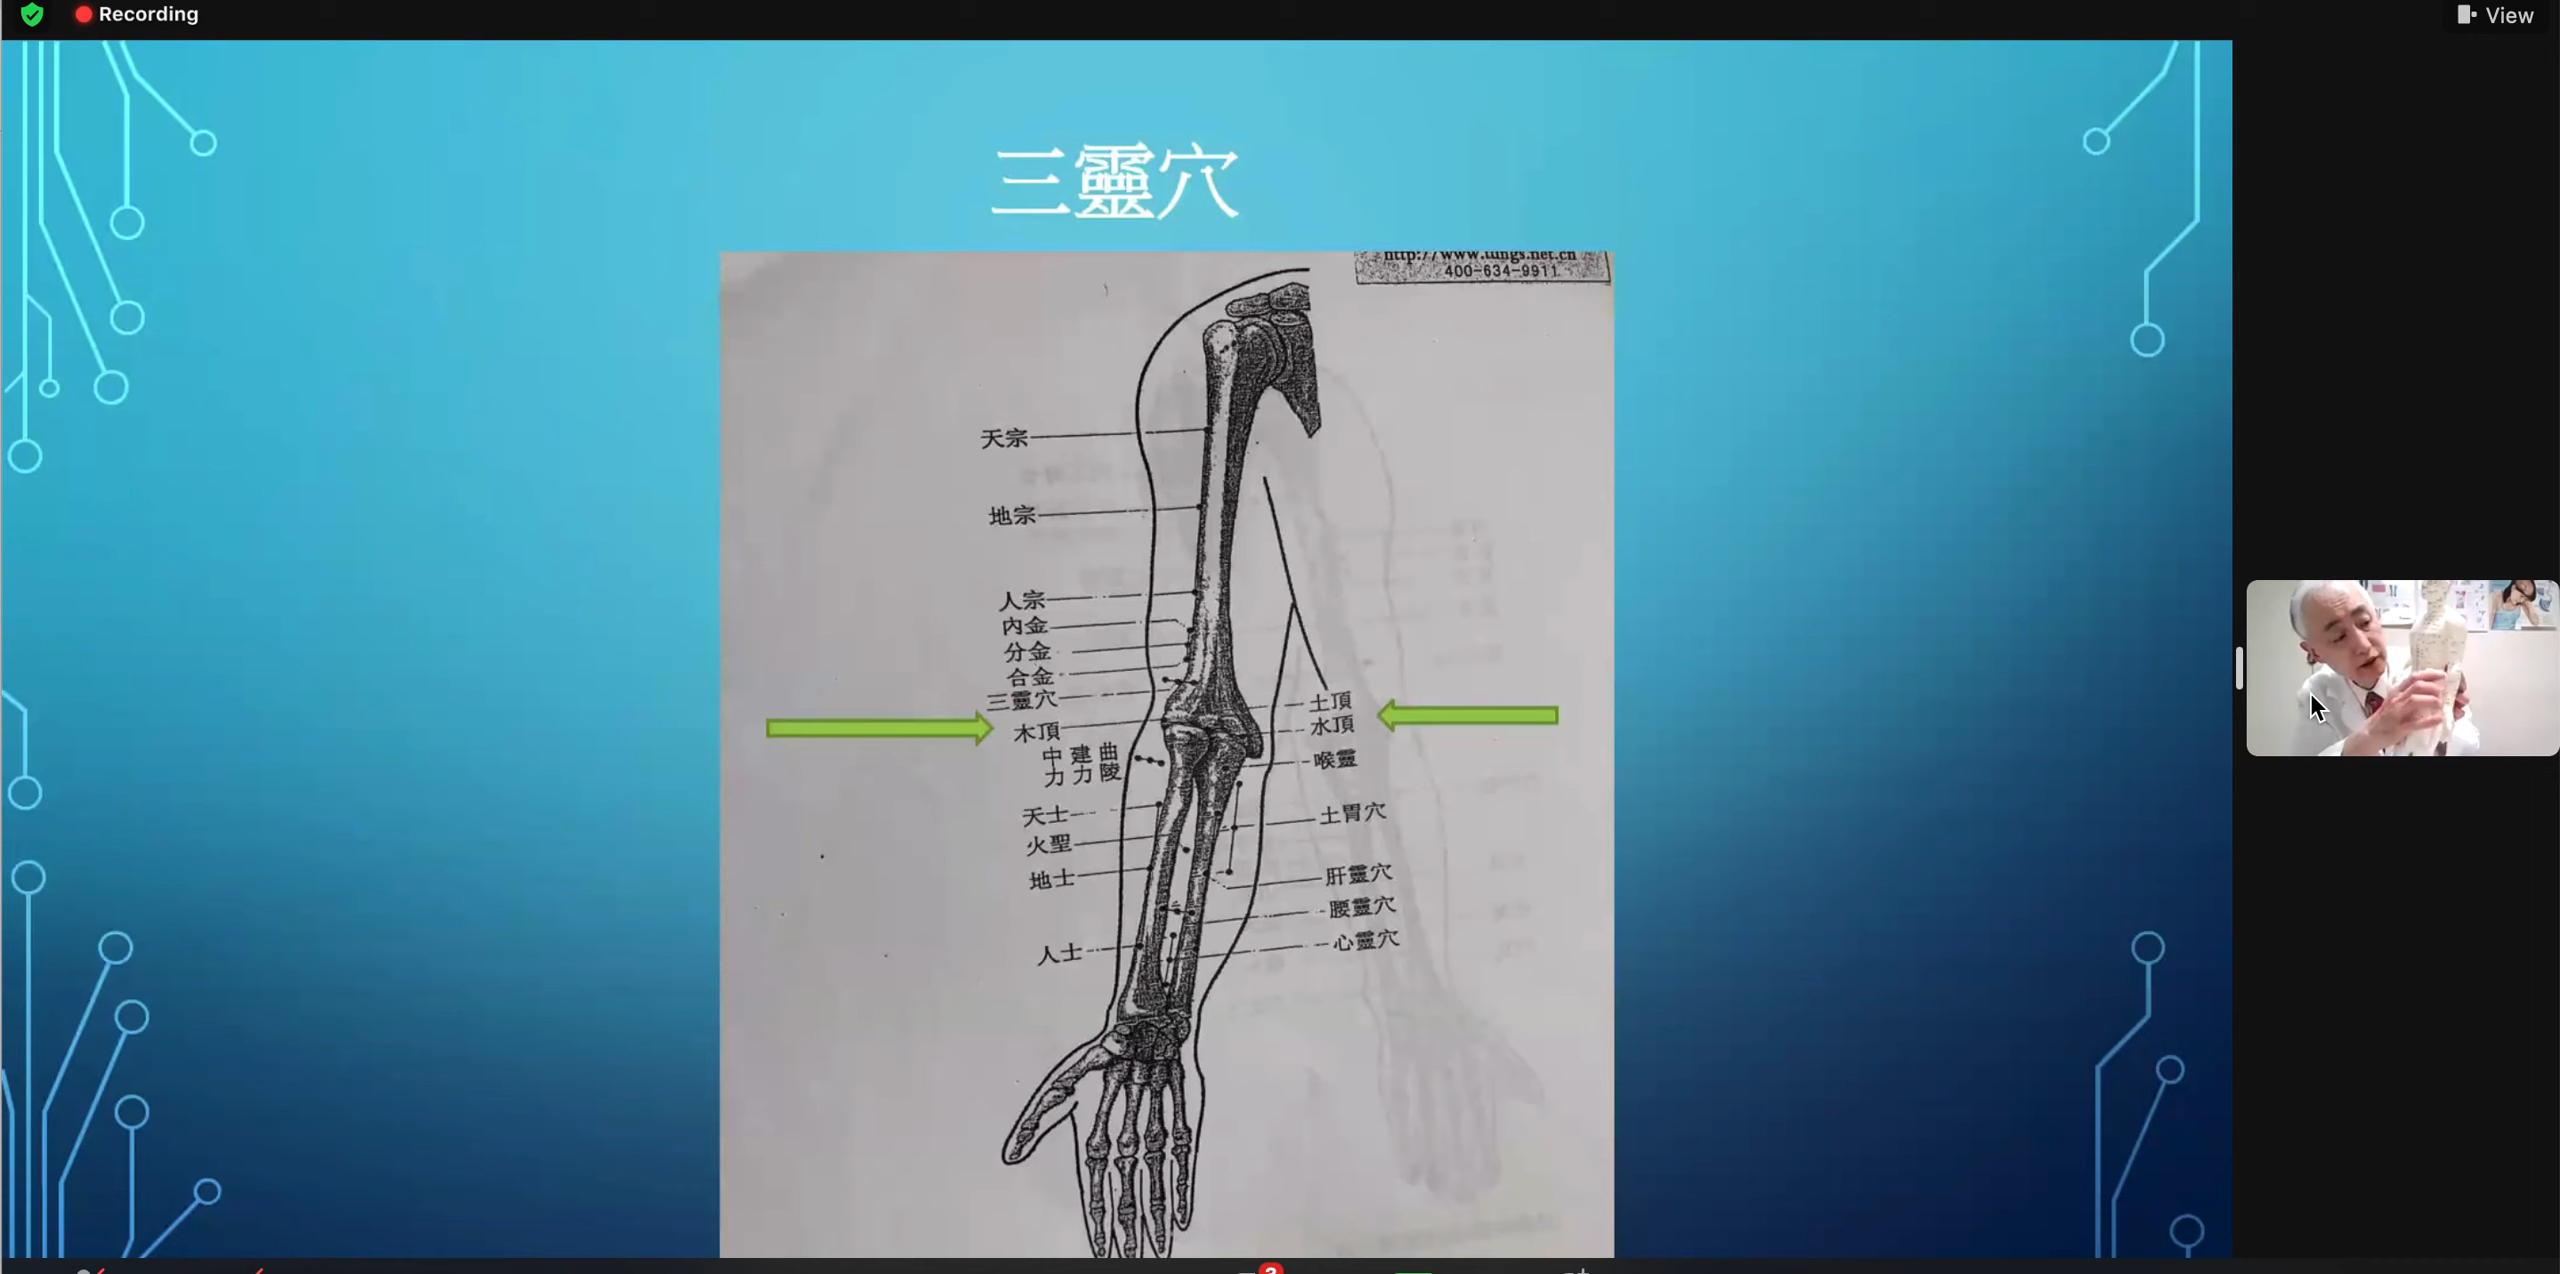 Recording
View
三靈穴
http://www.tungs.net.cn
400-634-9911
天宗
地宗
人宗
內金
分金
合金
三靈穴
木頂
中力
建力
曲陵
天士
火聖
地士
人士
土頂
水頂
喉靈
土胃穴
肝靈穴
腰靈穴
心靈穴